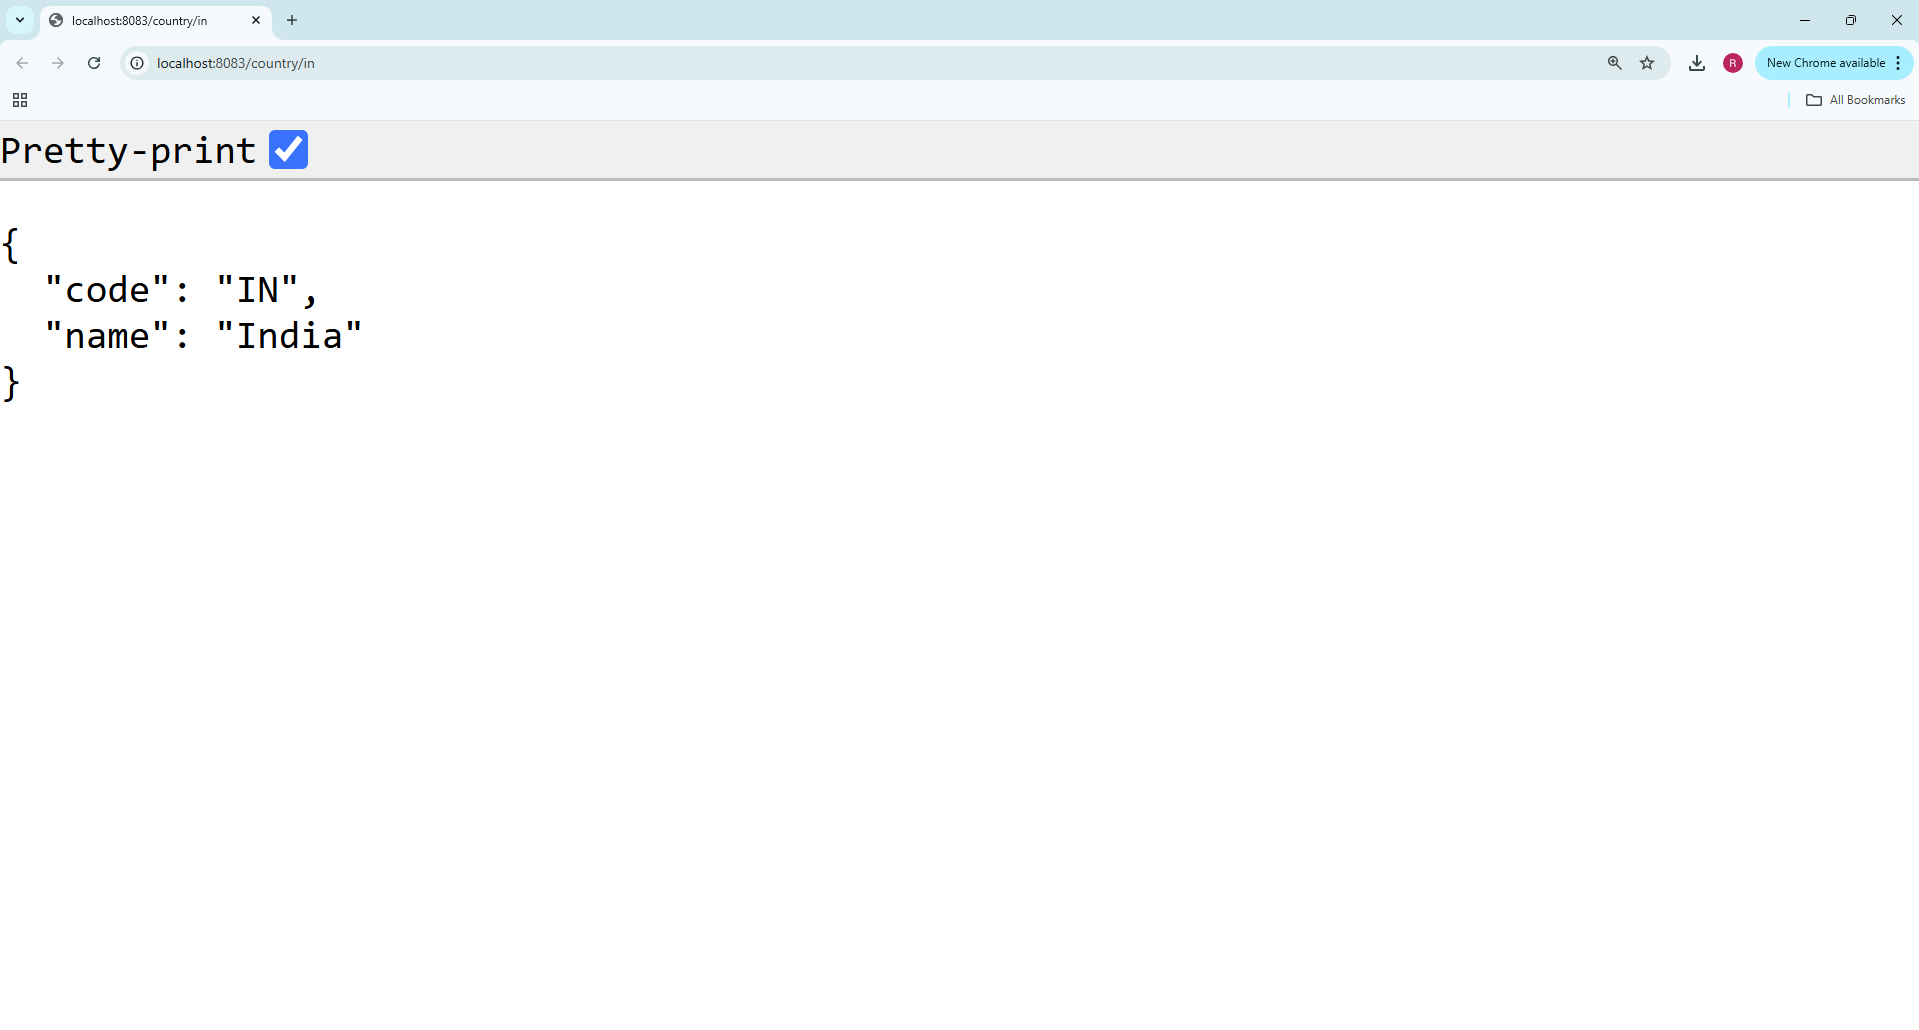 localhost:8083/country/in
localhost:8083/country/in
R
New Chrome available
All Bookmarks
Pretty-print
{
  "code": "IN",
  "name": "India"
}